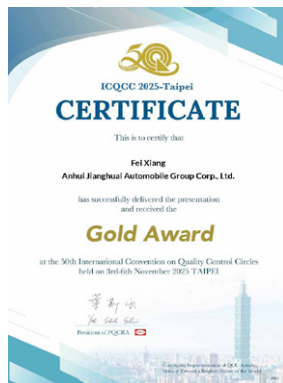 50
ICQCC 2025-Taipei
CERTIFICATE
This is to certify that
Fei Xiang
Anhui Jianghuai Automobile Group Corp., Ltd.
has successfully delivered the presentation
and received the
Gold Award
at the 50th International Convention on Quality Control Circles
held on 3rd-6th November 2025 TAIPEI
President of PQCRA